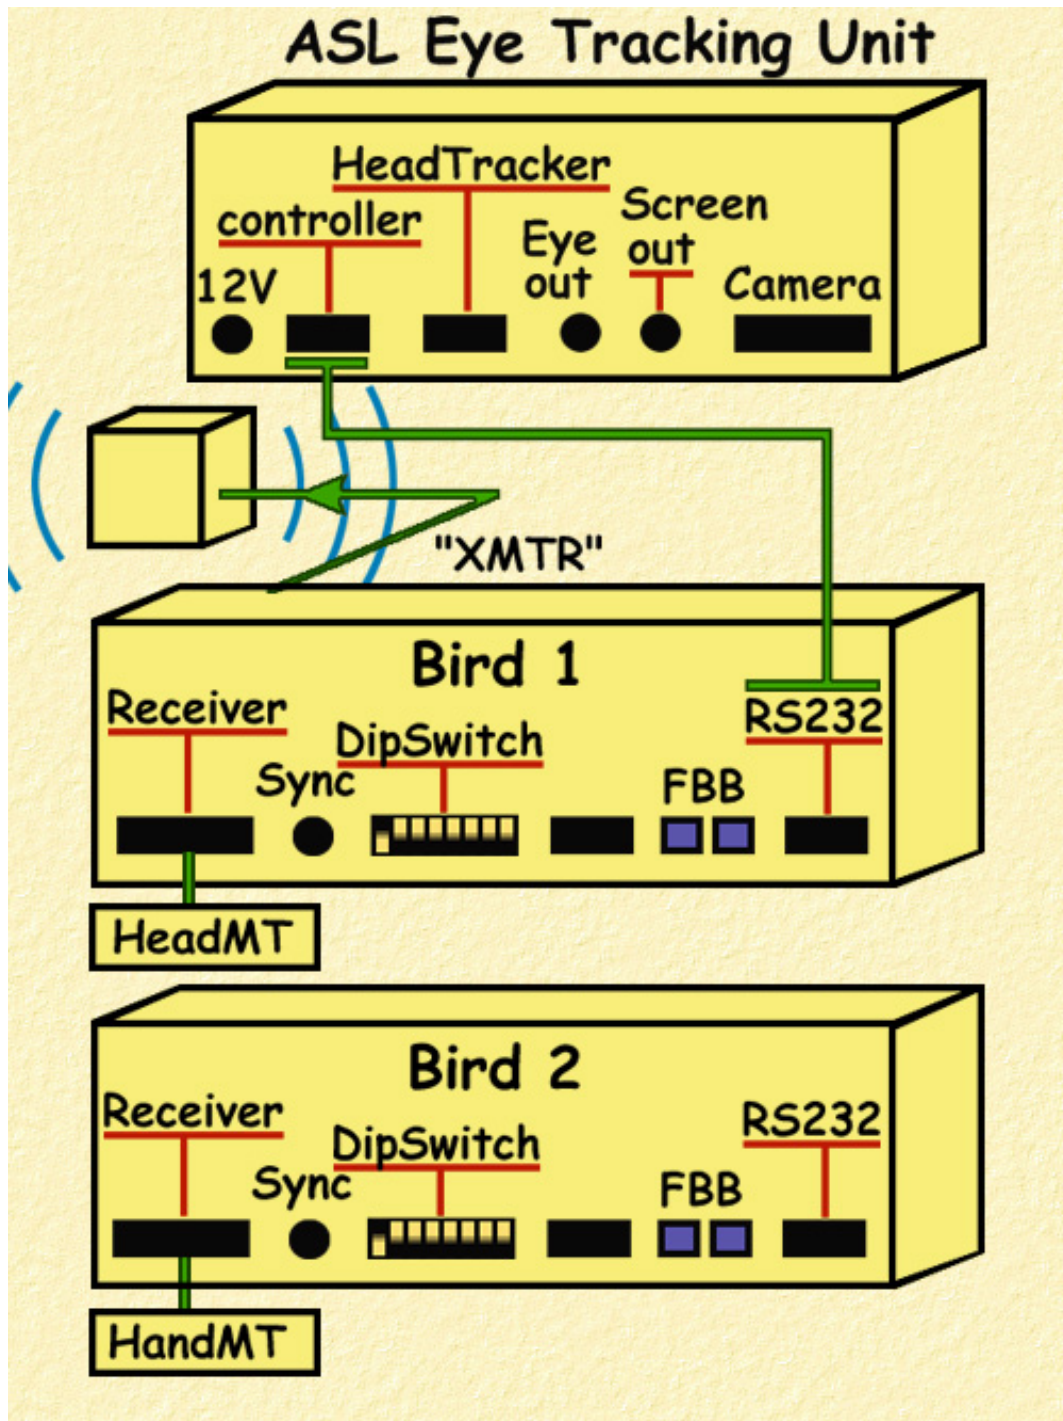 ASL Eye Tracking Unit
HeadTracker
controller
Screen
out
Eye
out
12V
Camera
"XMTR"
Bird 1
Receiver
DipSwitch
RS232
Sync
FBB
HeadMT
Bird 2
Receiver
DipSwitch
RS232
Sync
FBB
HandMT